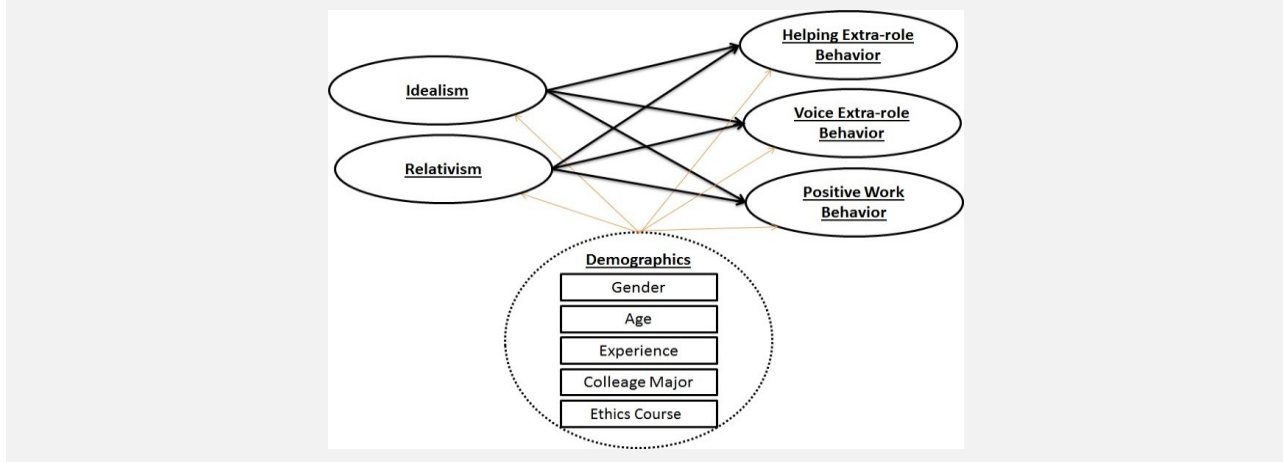 Helping Extra-role
Behavior
Idealism
Voice Extra-role
Behavior
Relativism
Positive Work
Behavior
Demographics
Gender
Age
Experience
Colleage Major
Ethics Course